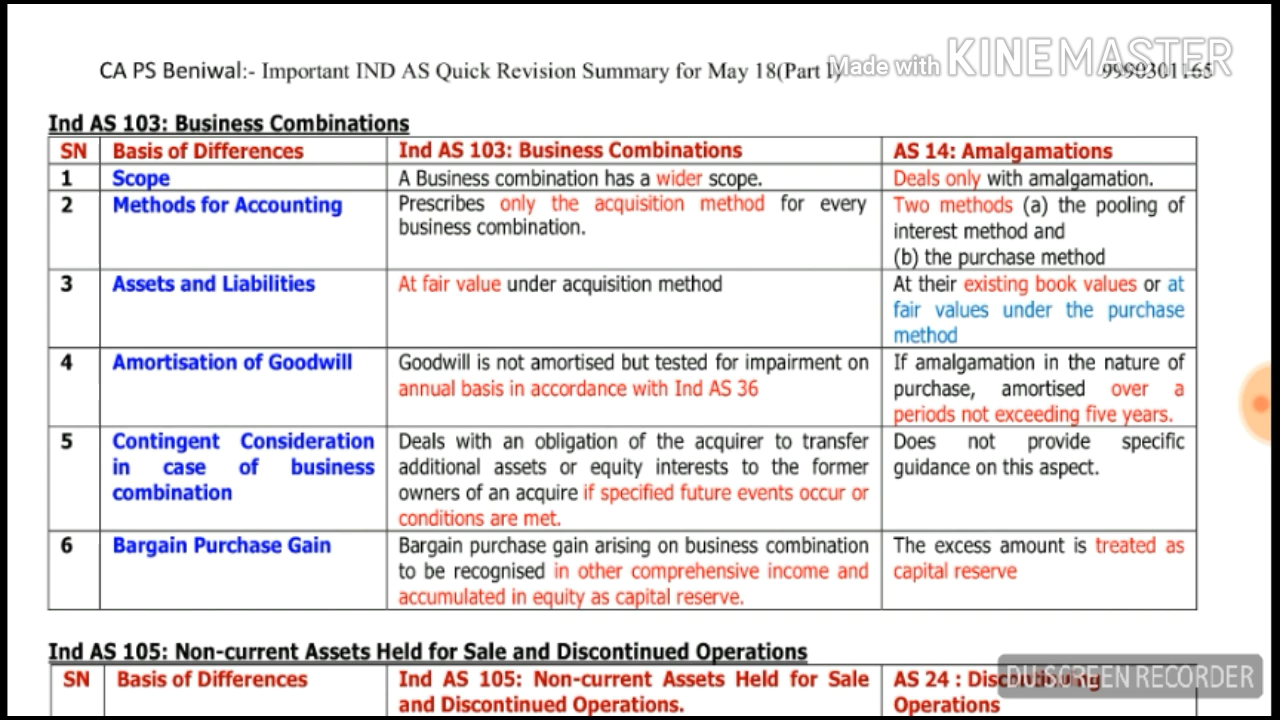 CA PS Beniwal:- Important IND AS Quick Revision Summary for May 18(Part I) 9990301165
Made with KINEMASTER
Ind AS 103: Business Combinations
SN Basis of Differences Ind AS 103: Business Combinations AS 14: Amalgamations
1 Scope A Business combination has a wider scope. Deals only with amalgamation.
2 Methods for Accounting Prescribes only the acquisition method for every business combination. Two methods (a) the pooling of interest method and (b) the purchase method
3 Assets and Liabilities At fair value under acquisition method At their existing book values or at fair values under the purchase method
4 Amortisation of Goodwill Goodwill is not amortised but tested for impairment on annual basis in accordance with Ind AS 36 If amalgamation in the nature of purchase, amortised over a periods not exceeding five years.
5 Contingent Consideration in case of business combination Deals with an obligation of the acquirer to transfer additional assets or equity interests to the former owners of an acquire if specified future events occur or conditions are met. Does not provide specific guidance on this aspect.
6 Bargain Purchase Gain Bargain purchase gain arising on business combination to be recognised in other comprehensive income and accumulated in equity as capital reserve. The excess amount is treated as capital reserve
Ind AS 105: Non-current Assets Held for Sale and Discontinued Operations
SN Basis of Differences Ind AS 105: Non-current Assets Held for Sale and Discontinued Operations. AS 24 : Discontinuing Operations
DU SCREEN RECORDER